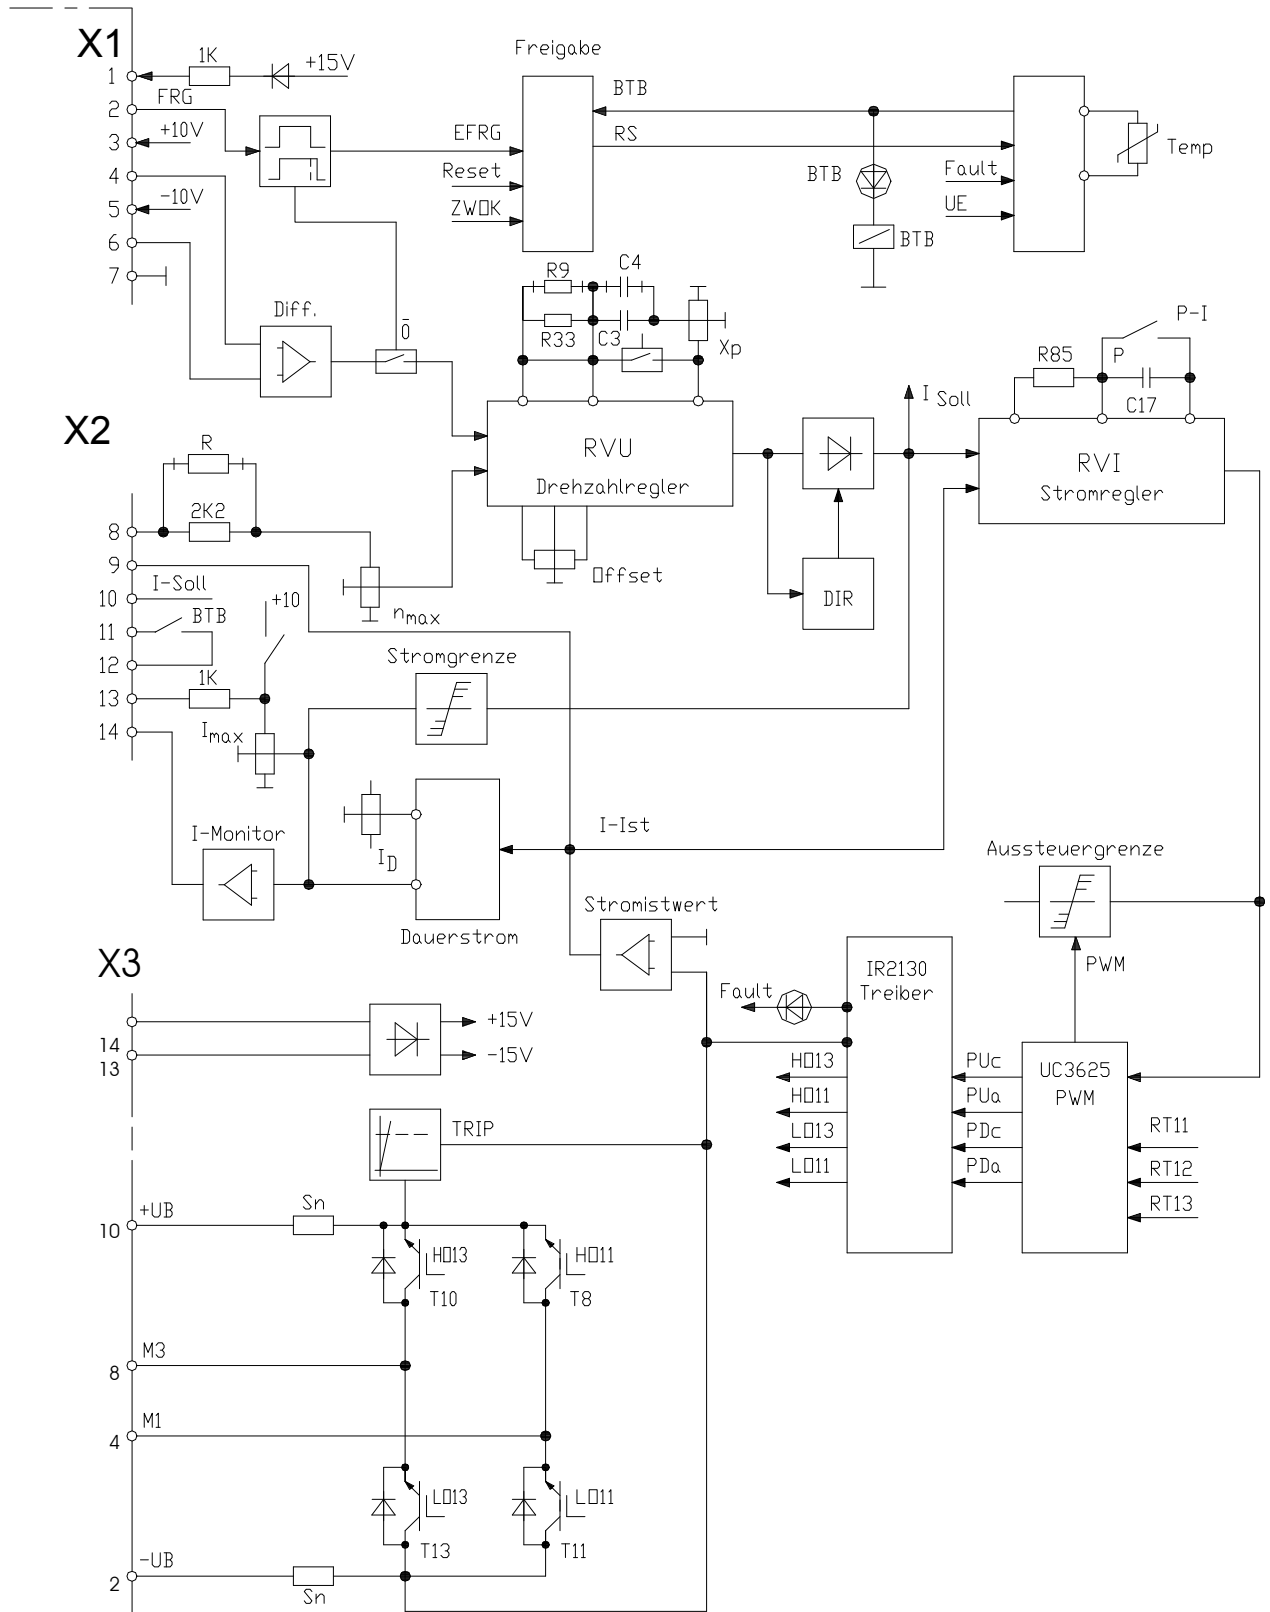 X1
1
1K
+15V
2
FRG
3
+10V
4
5
-10V
6
7
Freigabe
EFRG
Reset
ZWOK
BTB
RS
BTB
BTB
Fault
UE
Temp
Diff.
0
R9
C4
R33
C3
Xp
RVU
Drehzahlregler
Offset
DIR
I Soll
P-I
P
R85
C17
RVI
Stromregler
X2
R
2K2
8
9
I-Soll
10
BTB
11
12
1K
13
14
+10
nmax
Imax
Stromgrenze
I-Monitor
ID
Dauerstrom
I-Ist
Stromistwert
Aussteuergrenze
PWM
IR2130
Treiber
Fault
HO13
HO11
LO13
LO11
PUc
PUa
PDc
PDa
UC3625
PWM
RT11
RT12
RT13
X3
14
13
+15V
-15V
TRIP
10
+UB
Sn
HO13
T10
HO11
T8
8
M3
4
M1
LO13
T13
LO11
T11
2
-UB
Sn